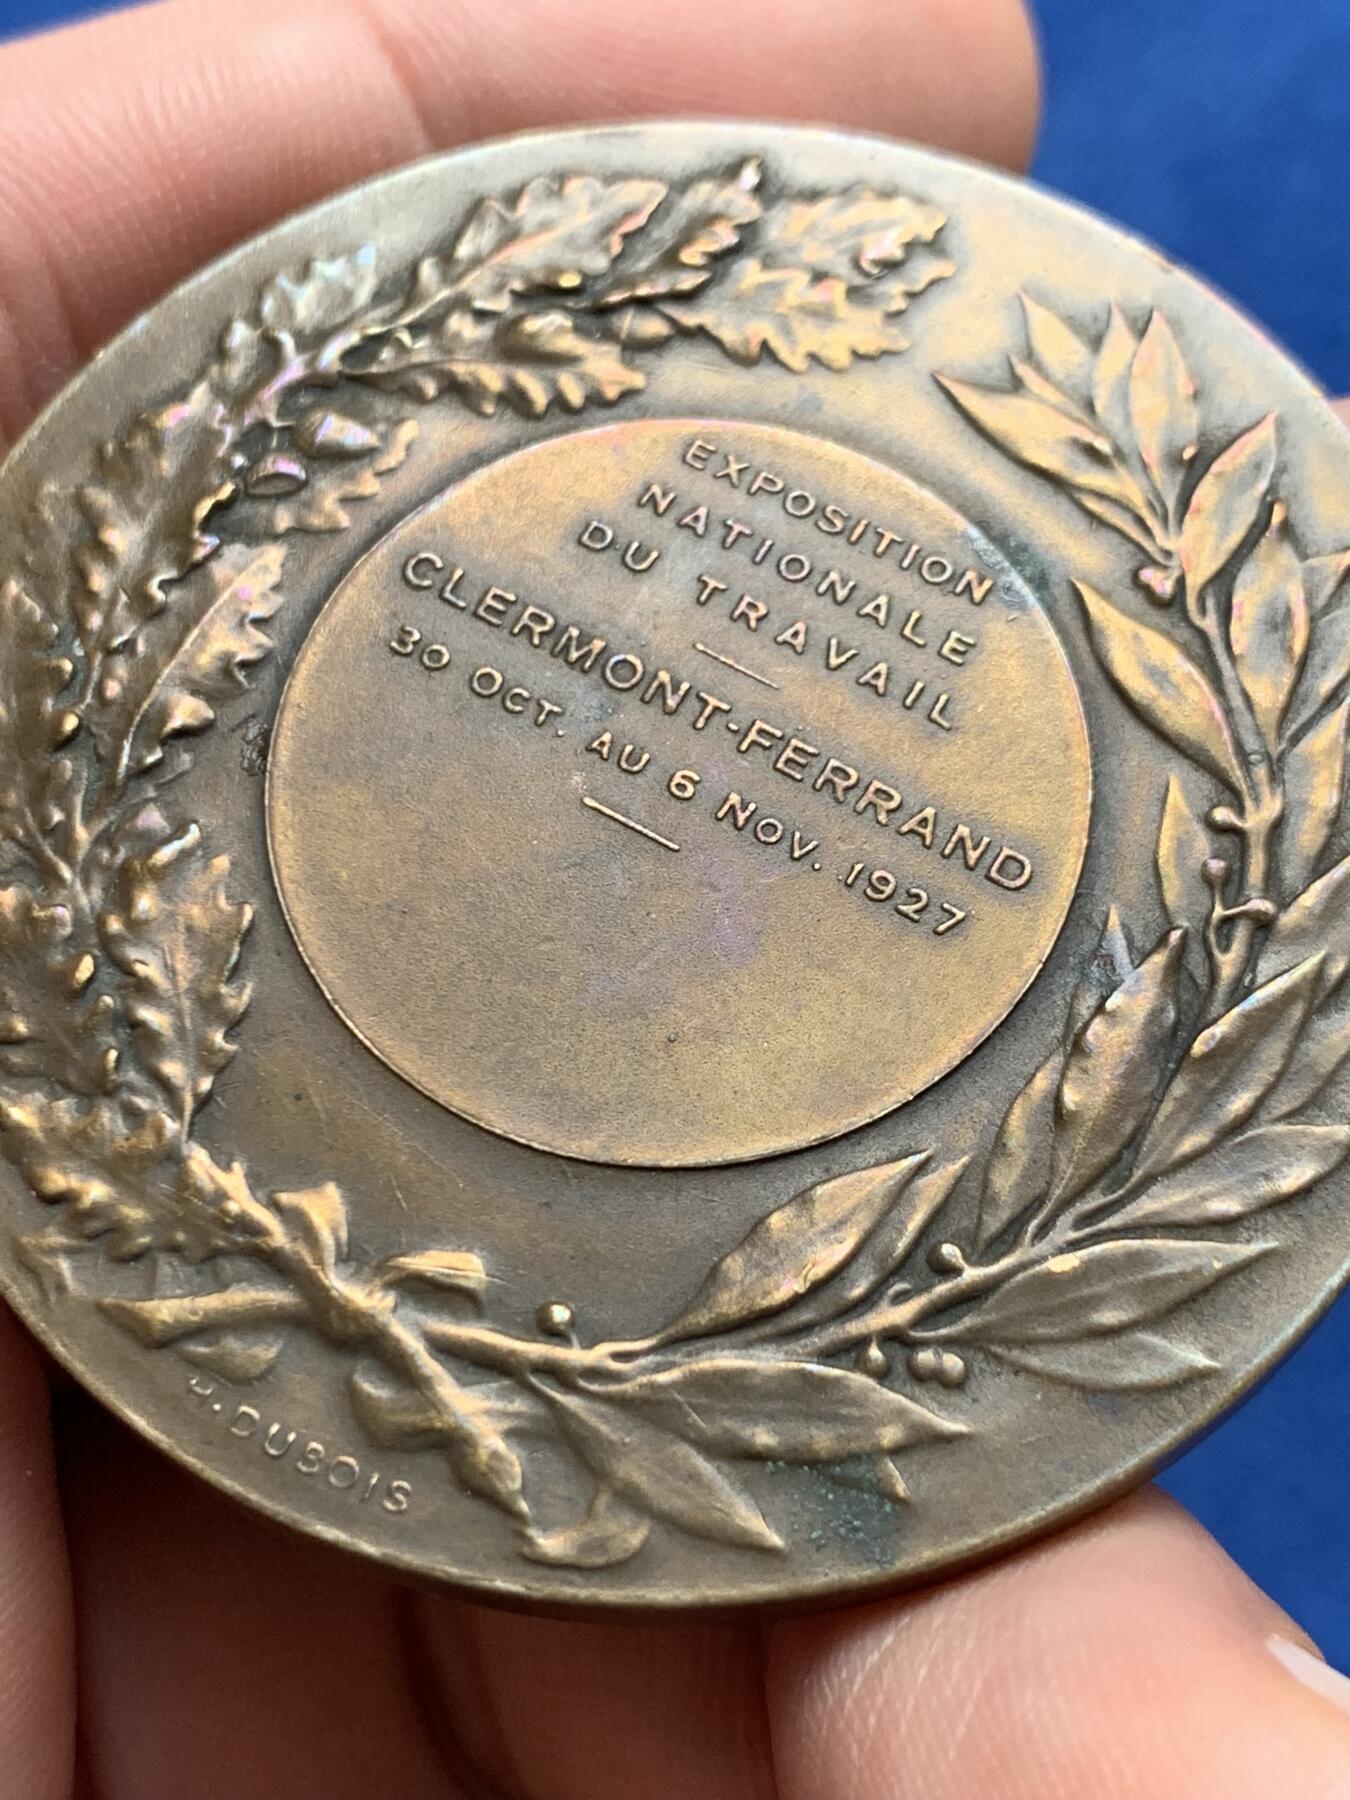 EXPOSITION
NATIONALE
DU TRAVAIL
CLERMONT-FERRAND
30 OCT. AU 6 NOV. 1927
H. DUBOIS